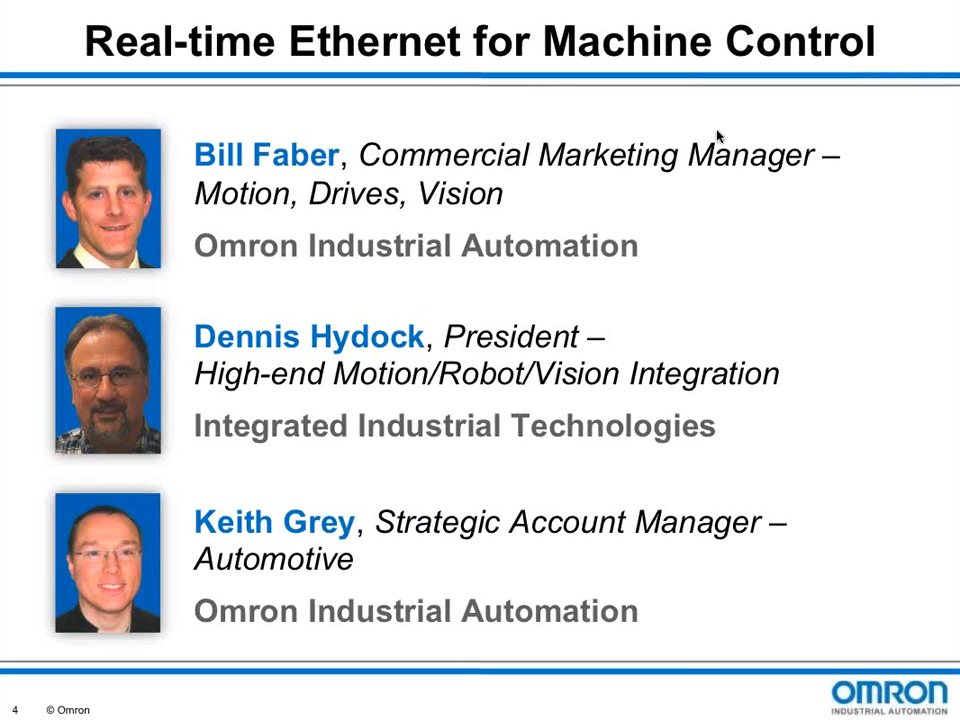 Real-time Ethernet for Machine Control
Bill Faber, Commercial Marketing Manager –
Motion, Drives, Vision
Omron Industrial Automation
Dennis Hydock, President –
High-end Motion/Robot/Vision Integration
Integrated Industrial Technologies
Keith Grey, Strategic Account Manager –
Automotive
Omron Industrial Automation
4 © Omron
OMRON
INDUSTRIAL AUTOMATION